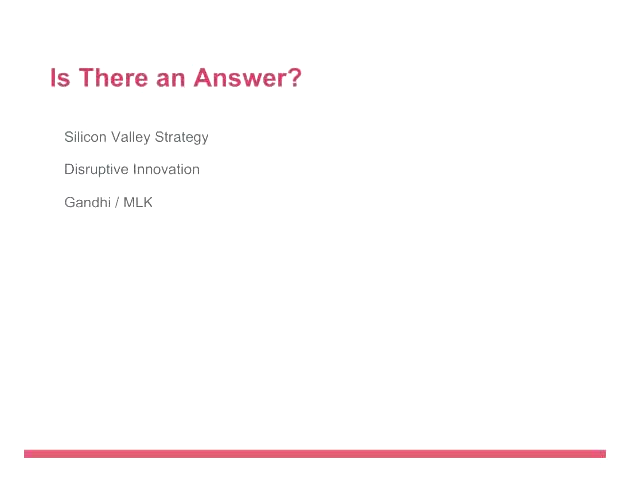 Is There an Answer?
Silicon Valley Strategy
Disruptive Innovation
Gandhi / MLK